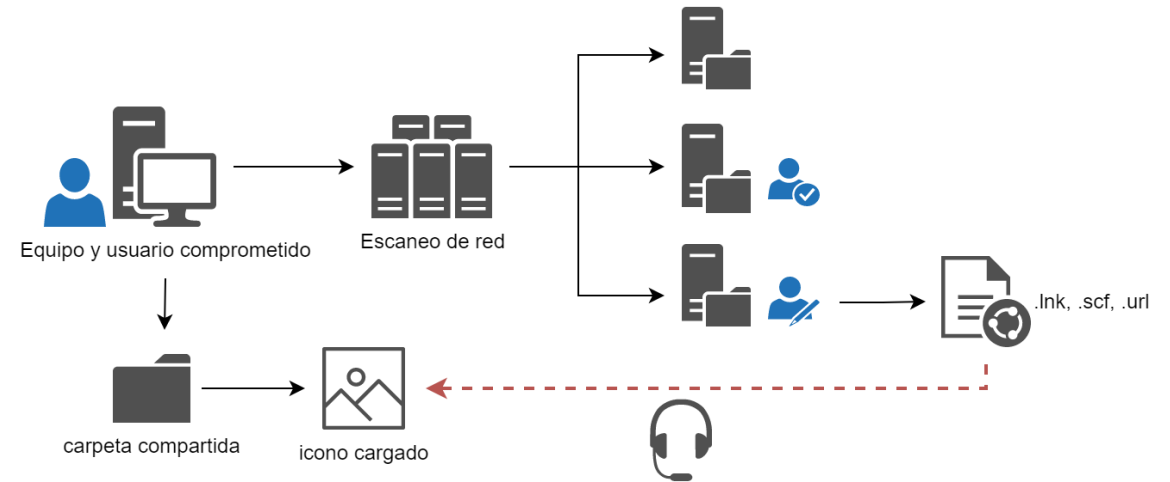 Equipo y usuario comprometido
Escaneo de red
.lnk, .scf, .url
carpeta compartida
icono cargado